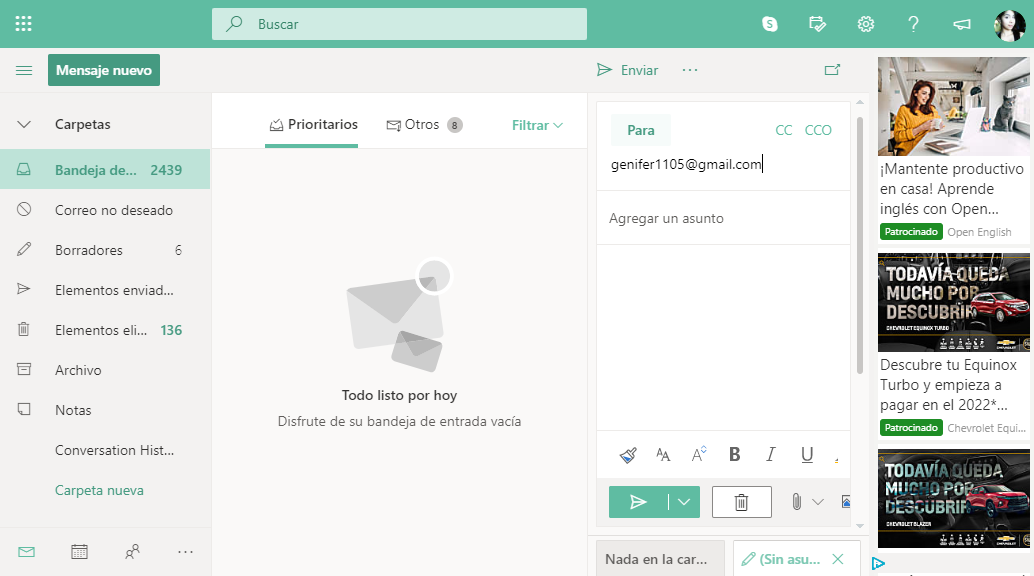 Buscar
Mensaje nuevo
Enviar
Carpetas
Bandeja de... 2439
Correo no deseado
Borradores 6
Elementos enviad...
Elementos eli... 136
Archivo
Notas
Conversation Hist...
Carpeta nueva
Prioritarios
Otros 8
Filtrar
Todo listo por hoy
Disfrute de su bandeja de entrada vacía
Para
CC CCO
genifer1105@gmail.com
Agregar un asunto
B I U
Nada en la car...
(Sin asu...
¡Mantente productivo
en casa! Aprende
inglés con Open...
Patrocinado Open English
TODAVÍA QUEDA
MUCHO POR
DESCUBRIR
CHEVROLET EQUINOX TURBO
CHEVROLET
Descubre tu Equinox
Turbo y empieza a
pagar en el 2022*...
Patrocinado Chevrolet Equi...
TODAVÍA QUEDA
MUCHO POR
DESCUBRIR
CHEVROLET BLAZER
CHEVROLET